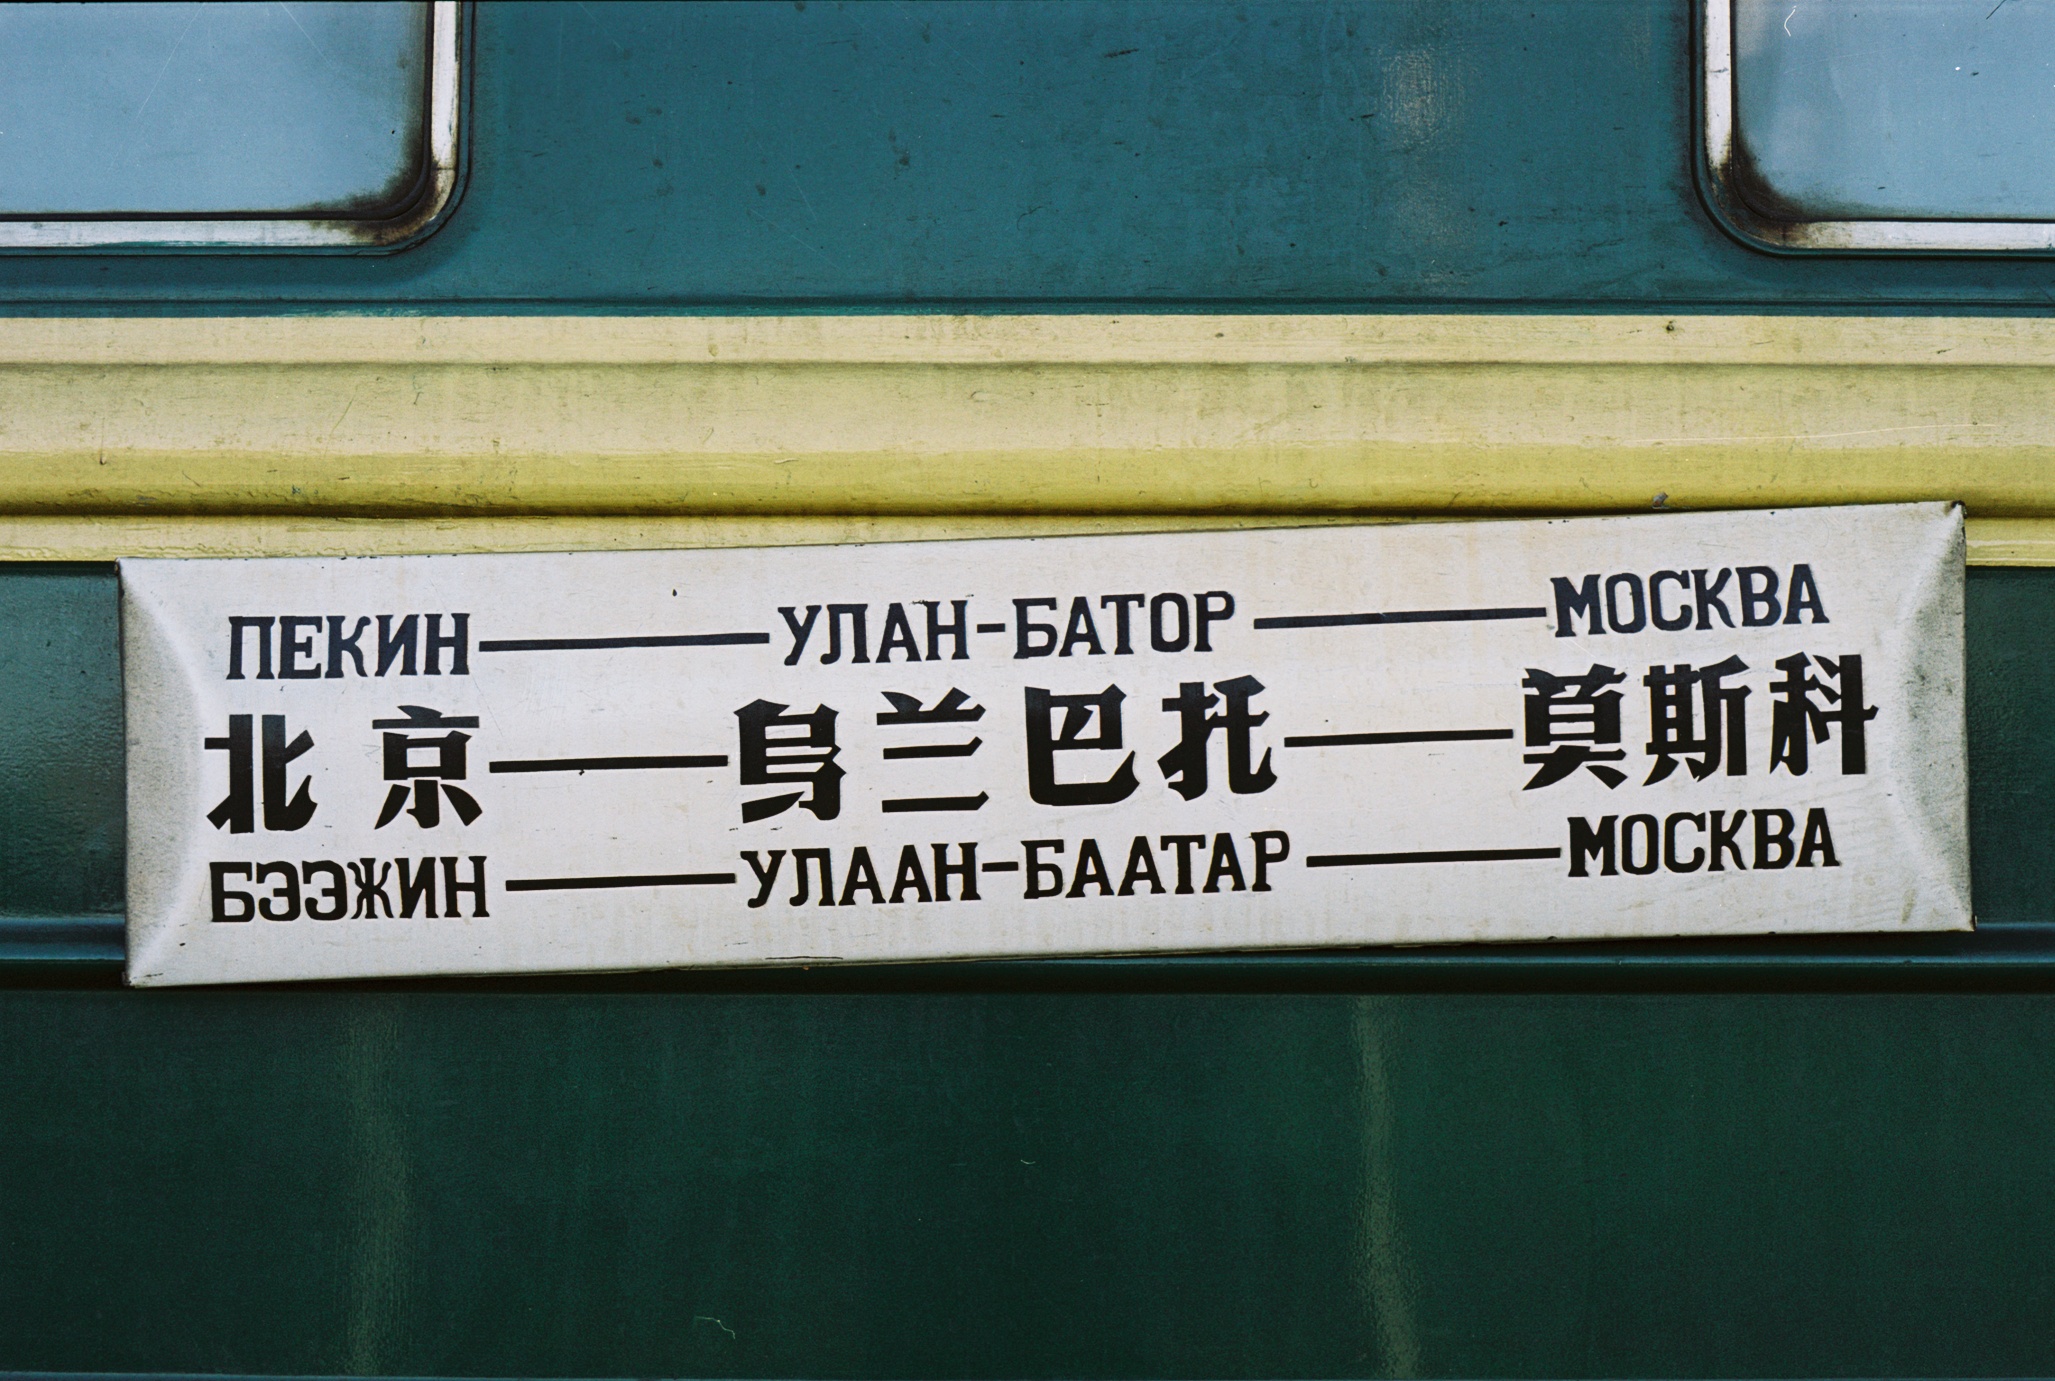 ПЕКИН — УЛАН-БАТОР — МОСКВА
北京 — 乌兰巴托 — 莫斯科
БЭЭЖИН — УЛААН-БААТАР — МОСКВА